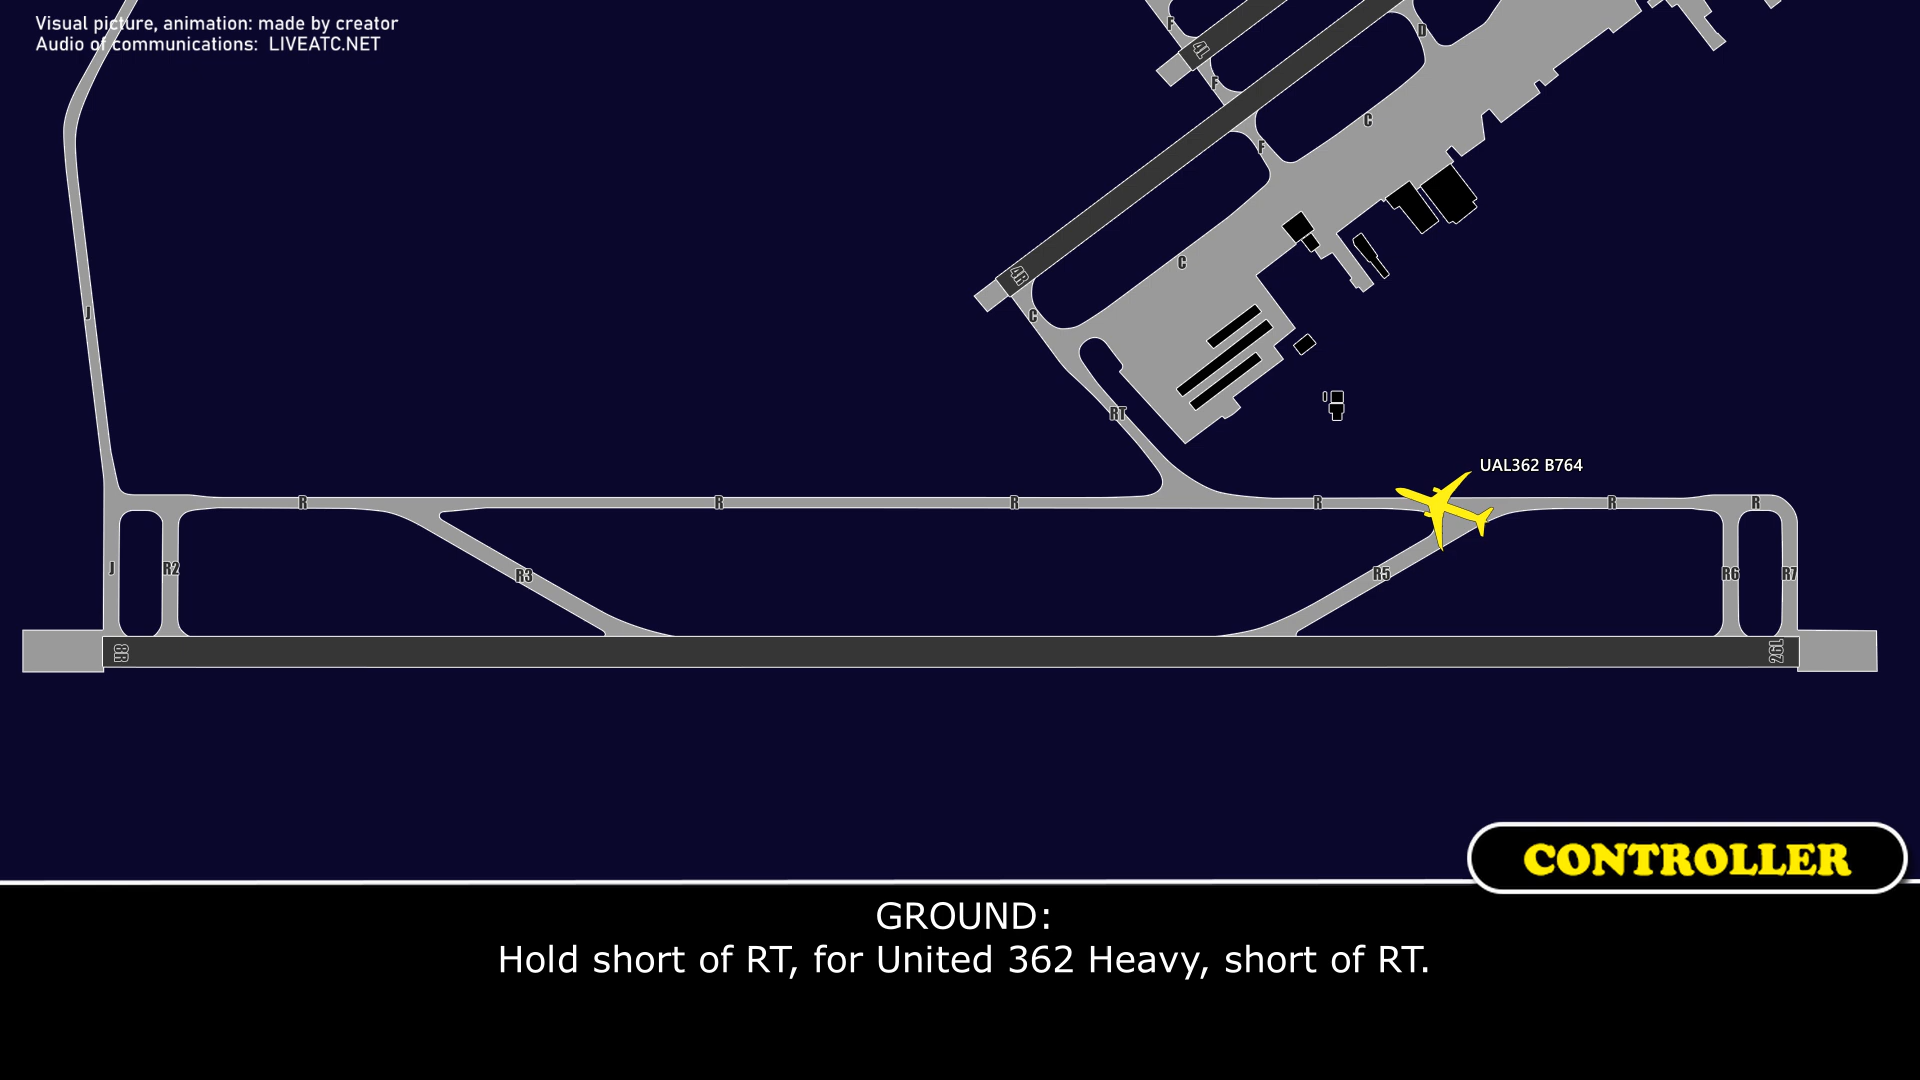 Visual picture, animation: made by creator
Audio of communications: LIVEATC.NET
F
4L
D
F
C
F
C
4R
C
J
RT
UAL362 B764
R
R
R
R
R
R
J
R2
R3
R5
R6
R7
8R
26L
CONTROLLER
GROUND:
Hold short of RT, for United 362 Heavy, short of RT.